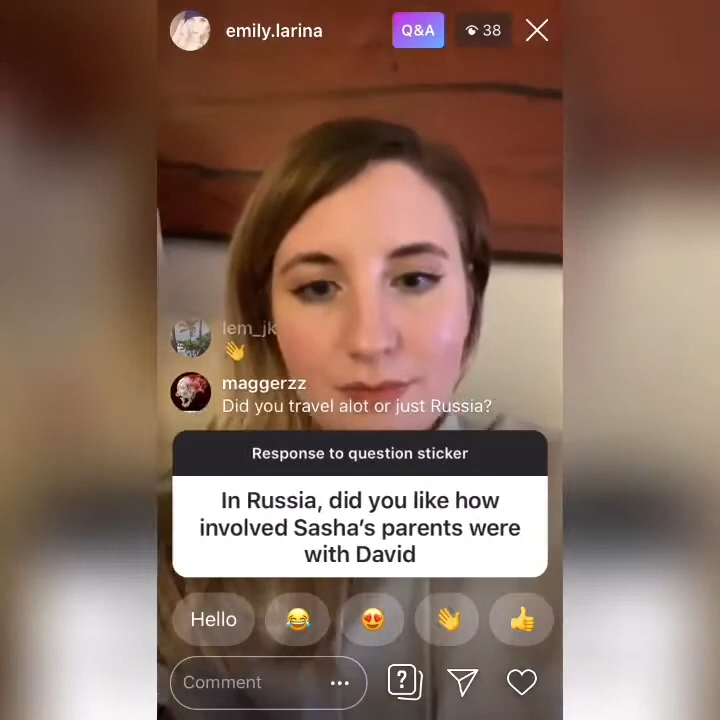 emily.larina
Q&A
38
lem_jk
👋
maggerzz
Did you travel alot or just Russia?
Response to question sticker
In Russia, did you like how
involved Sasha's parents were
with David
Hello
😂
😍
👋
👍
Comment